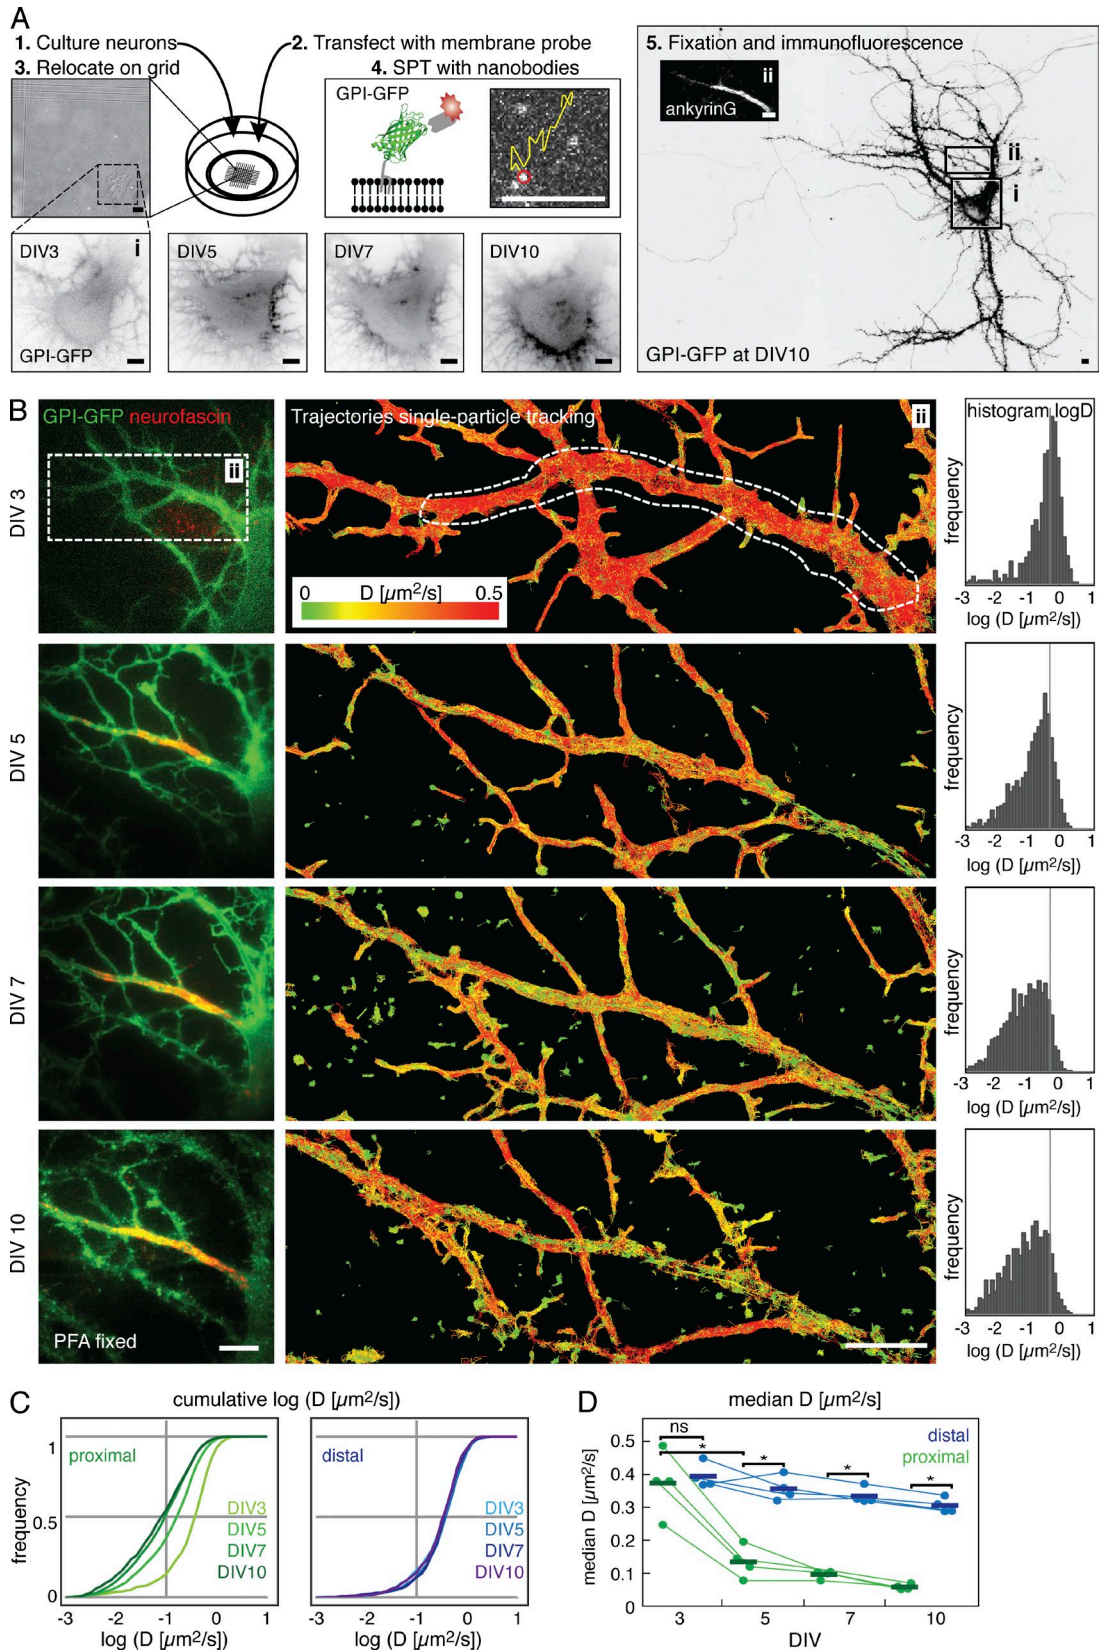 A
1. Culture neurons
2. Transfect with membrane probe
3. Relocate on grid
4. SPT with nanobodies
GPI-GFP
5. Fixation and immunofluorescence
ii
ankyrinG
ii
i
GPI-GFP at DIV10
DIV3
i
GPI-GFP
DIV5
DIV7
DIV10
B
GPI-GFP neurofascin
ii
DIV 3
Trajectories single-particle tracking
ii
0 D [µm²/s] 0.5
histogram logD
frequency
-3 -2 -1 0 1
log (D [µm²/s])
DIV 5
frequency
-3 -2 -1 0 1
log (D [µm²/s])
DIV 7
frequency
-3 -2 -1 0 1
log (D [µm²/s])
DIV 10
PFA fixed
frequency
-3 -2 -1 0 1
log (D [µm²/s])
C
cumulative log (D [µm²/s])
frequency
1
0.5
0
proximal
DIV3
DIV5
DIV7
DIV10
-3 -2 -1 0 1
log (D [µm²/s])
distal
DIV3
DIV5
DIV7
DIV10
-3 -2 -1 0 1
log (D [µm²/s])
D
median D [µm²/s]
median D [µm²/s]
0.5
0.4
0.3
0.2
0.1
0
ns
*
*
*
*
distal
proximal
3 5 7 10
DIV